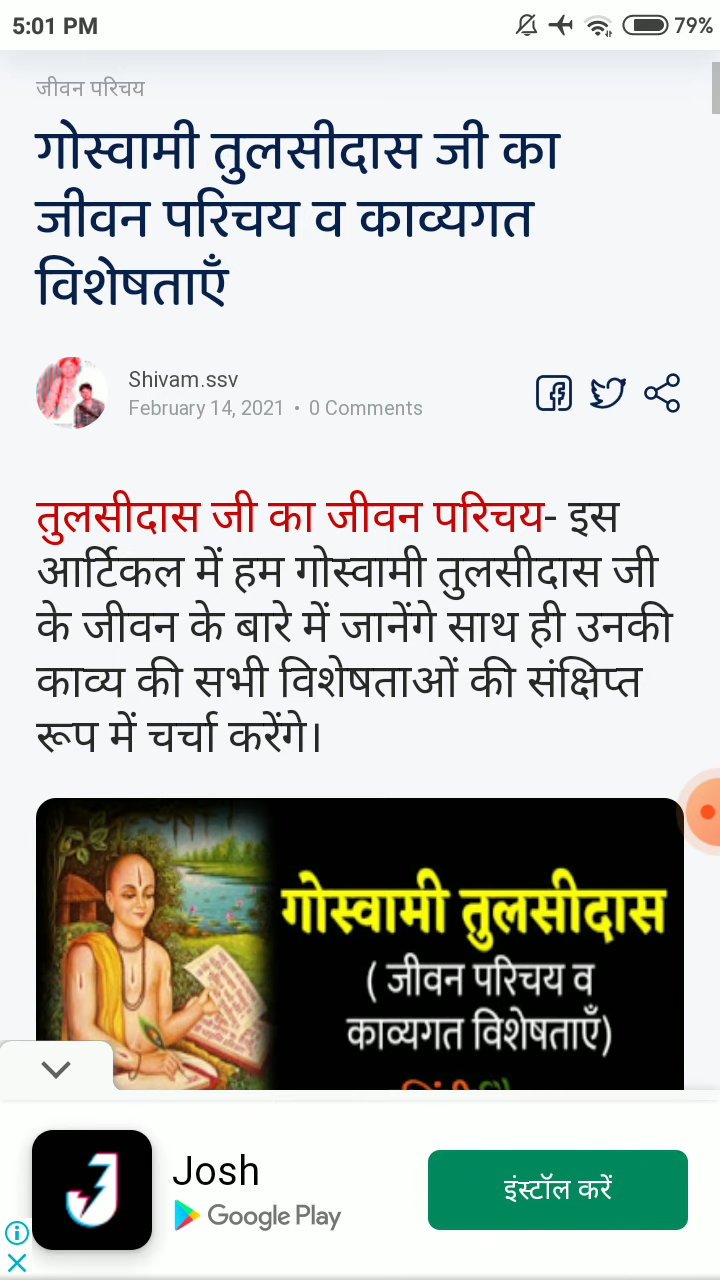 5:01 PM
79%
जीवन परिचय
गोस्वामी तुलसीदास जी का
जीवन परिचय व काव्यगत
विशेषताएँ
Shivam.ssv
February 14, 2021 • 0 Comments
तुलसीदास जी का जीवन परिचय- इस
आर्टिकल में हम गोस्वामी तुलसीदास जी
के जीवन के बारे में जानेंगे साथ ही उनकी
काव्य की सभी विशेषताओं की संक्षिप्त
रूप में चर्चा करेंगे।
गोस्वामी तुलसीदास
( जीवन परिचय व
काव्यगत विशेषताएँ)
Josh
Google Play
इंस्टॉल करें